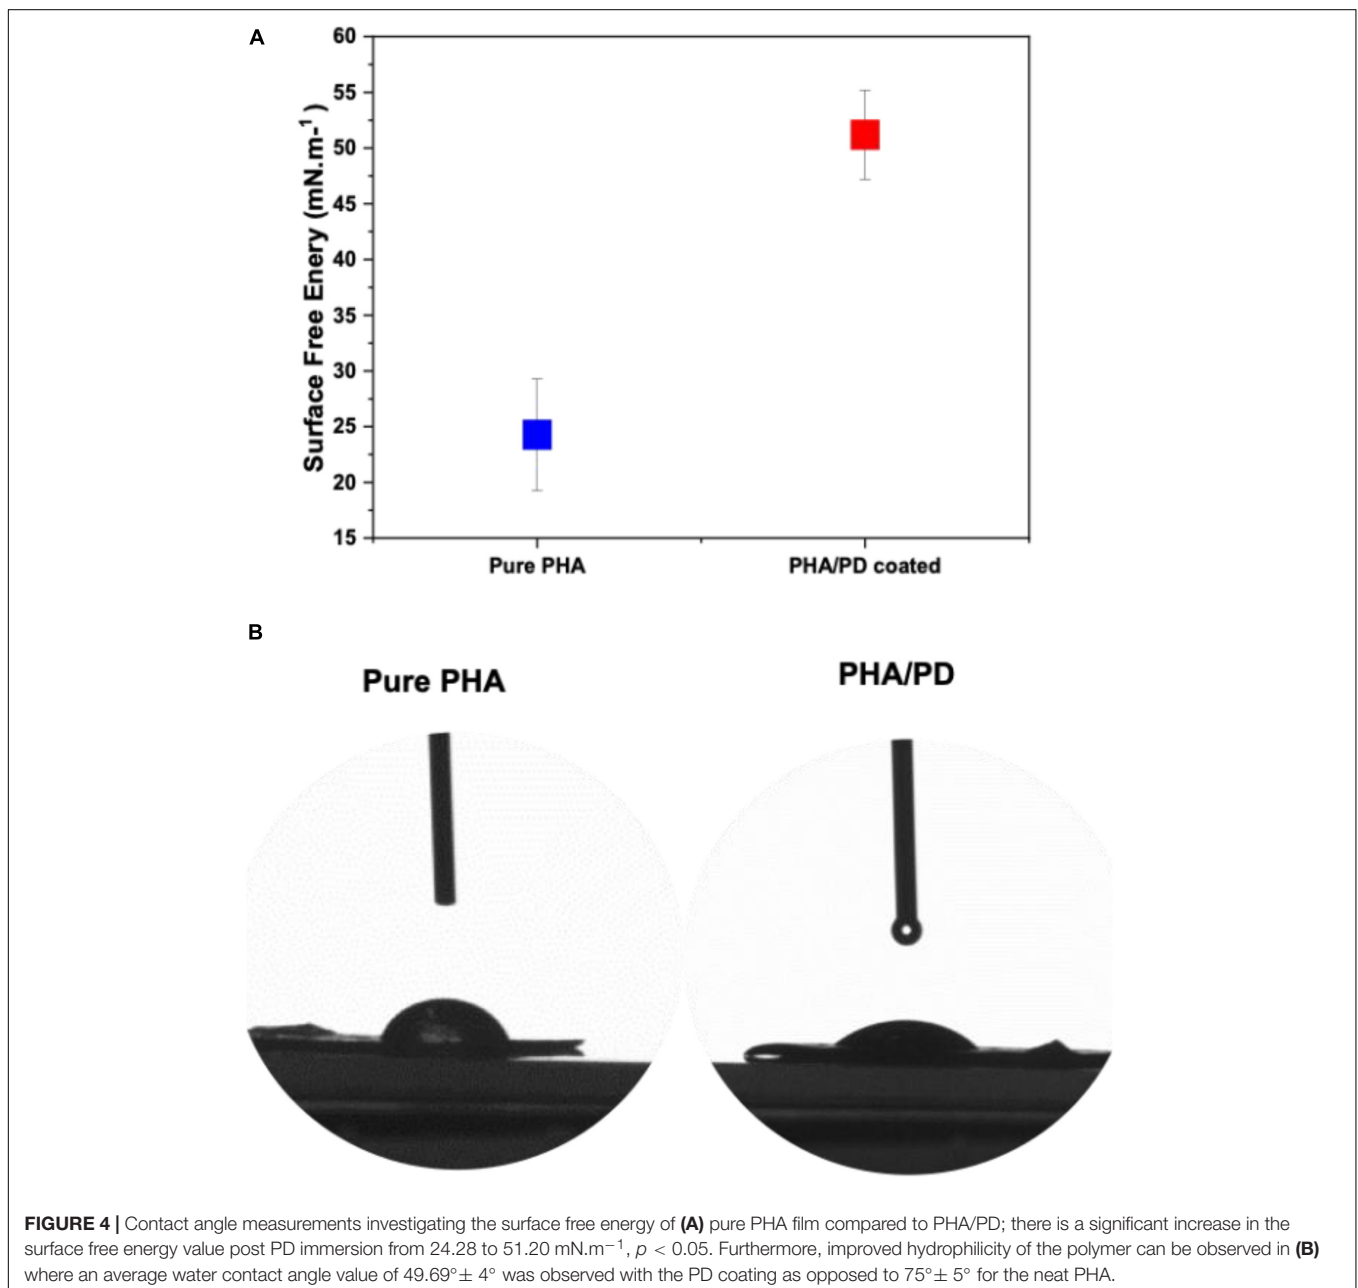 A
60
55
50
45
40
35
30
25
20
15
Surface Free Enery (mN.m-¹ )
Pure PHA
PHA/PD coated
B
Pure PHA
PHA/PD
FIGURE 4 | Contact angle measurements investigating the surface free energy of (A) pure PHA film compared to PHA/PD; there is a significant increase in the
surface free energy value post PD immersion from 24.28 to 51.20 mN.m−¹, p < 0.05. Furthermore, improved hydrophilicity of the polymer can be observed in (B)
where an average water contact angle value of 49.69°± 4° was observed with the PD coating as opposed to 75°± 5° for the neat PHA.